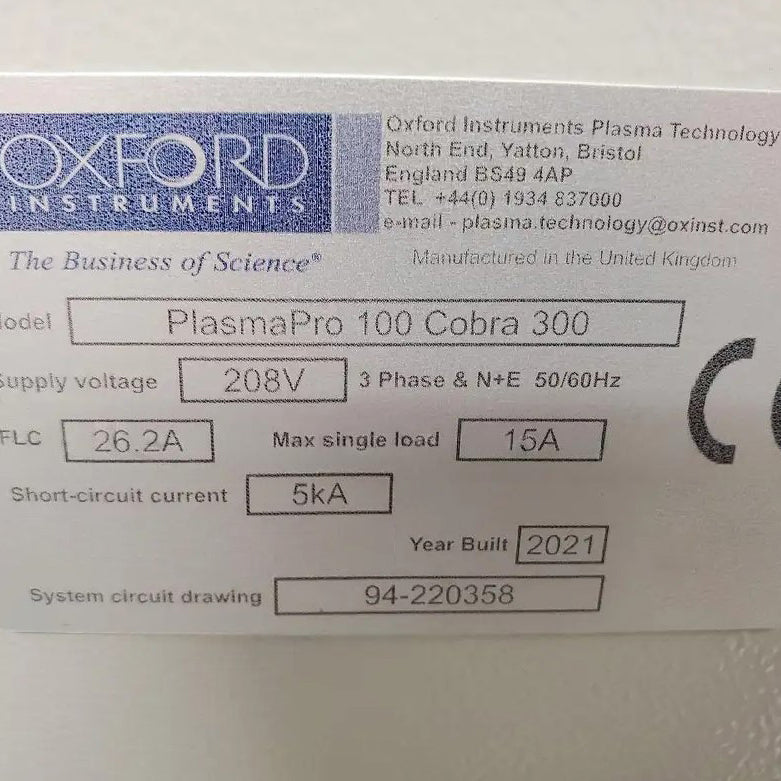 OXFORD
INSTRUMENTS
The Business of Science®
Oxford Instruments Plasma Technology
North End, Yatton, Bristol
England BS49 4AP
TEL +44(0) 1934 837000
e-mail - plasma.technology@oxinst.com
Manufactured in the United Kingdom
odel PlasmaPro 100 Cobra 300
Supply voltage 208V 3 Phase & N+E 50/60Hz
FLC 26.2A Max single load 15A
Short-circuit current 5kA
Year Built 2021
System circuit drawing 94-220358
CE